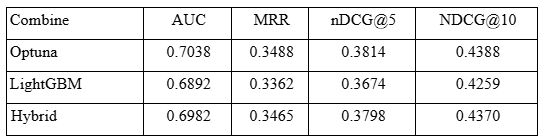 Combine AUC MRR nDCG@5 NDCG@10
Optuna 0.7038 0.3488 0.3814 0.4388
LightGBM 0.6892 0.3362 0.3674 0.4259
Hybrid 0.6982 0.3465 0.3798 0.4370